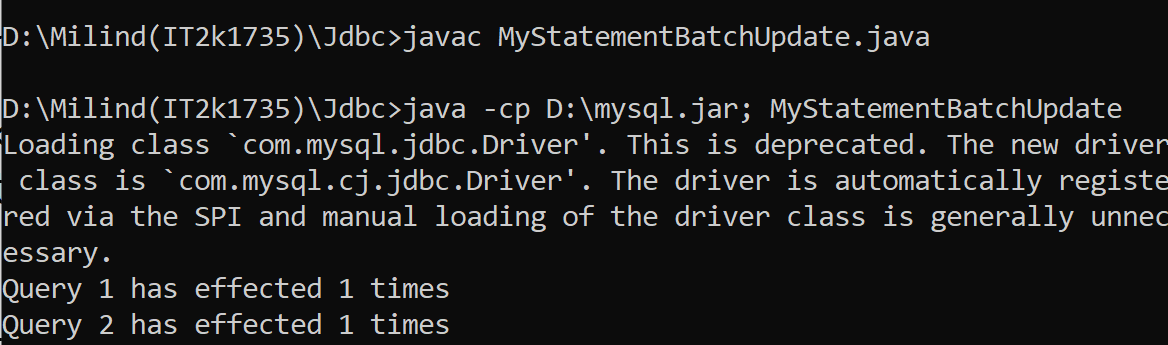 D:\Milind(IT2k1735)\Jdbc>javac MyStatementBatchUpdate.java
D:\Milind(IT2k1735)\Jdbc>java -cp D:\mysql.jar; MyStatementBatchUpdate
Loading class `com.mysql.jdbc.Driver'. This is deprecated. The new driver
 class is `com.mysql.cj.jdbc.Driver'. The driver is automatically registe
red via the SPI and manual loading of the driver class is generally unnec
essary.
Query 1 has effected 1 times
Query 2 has effected 1 times